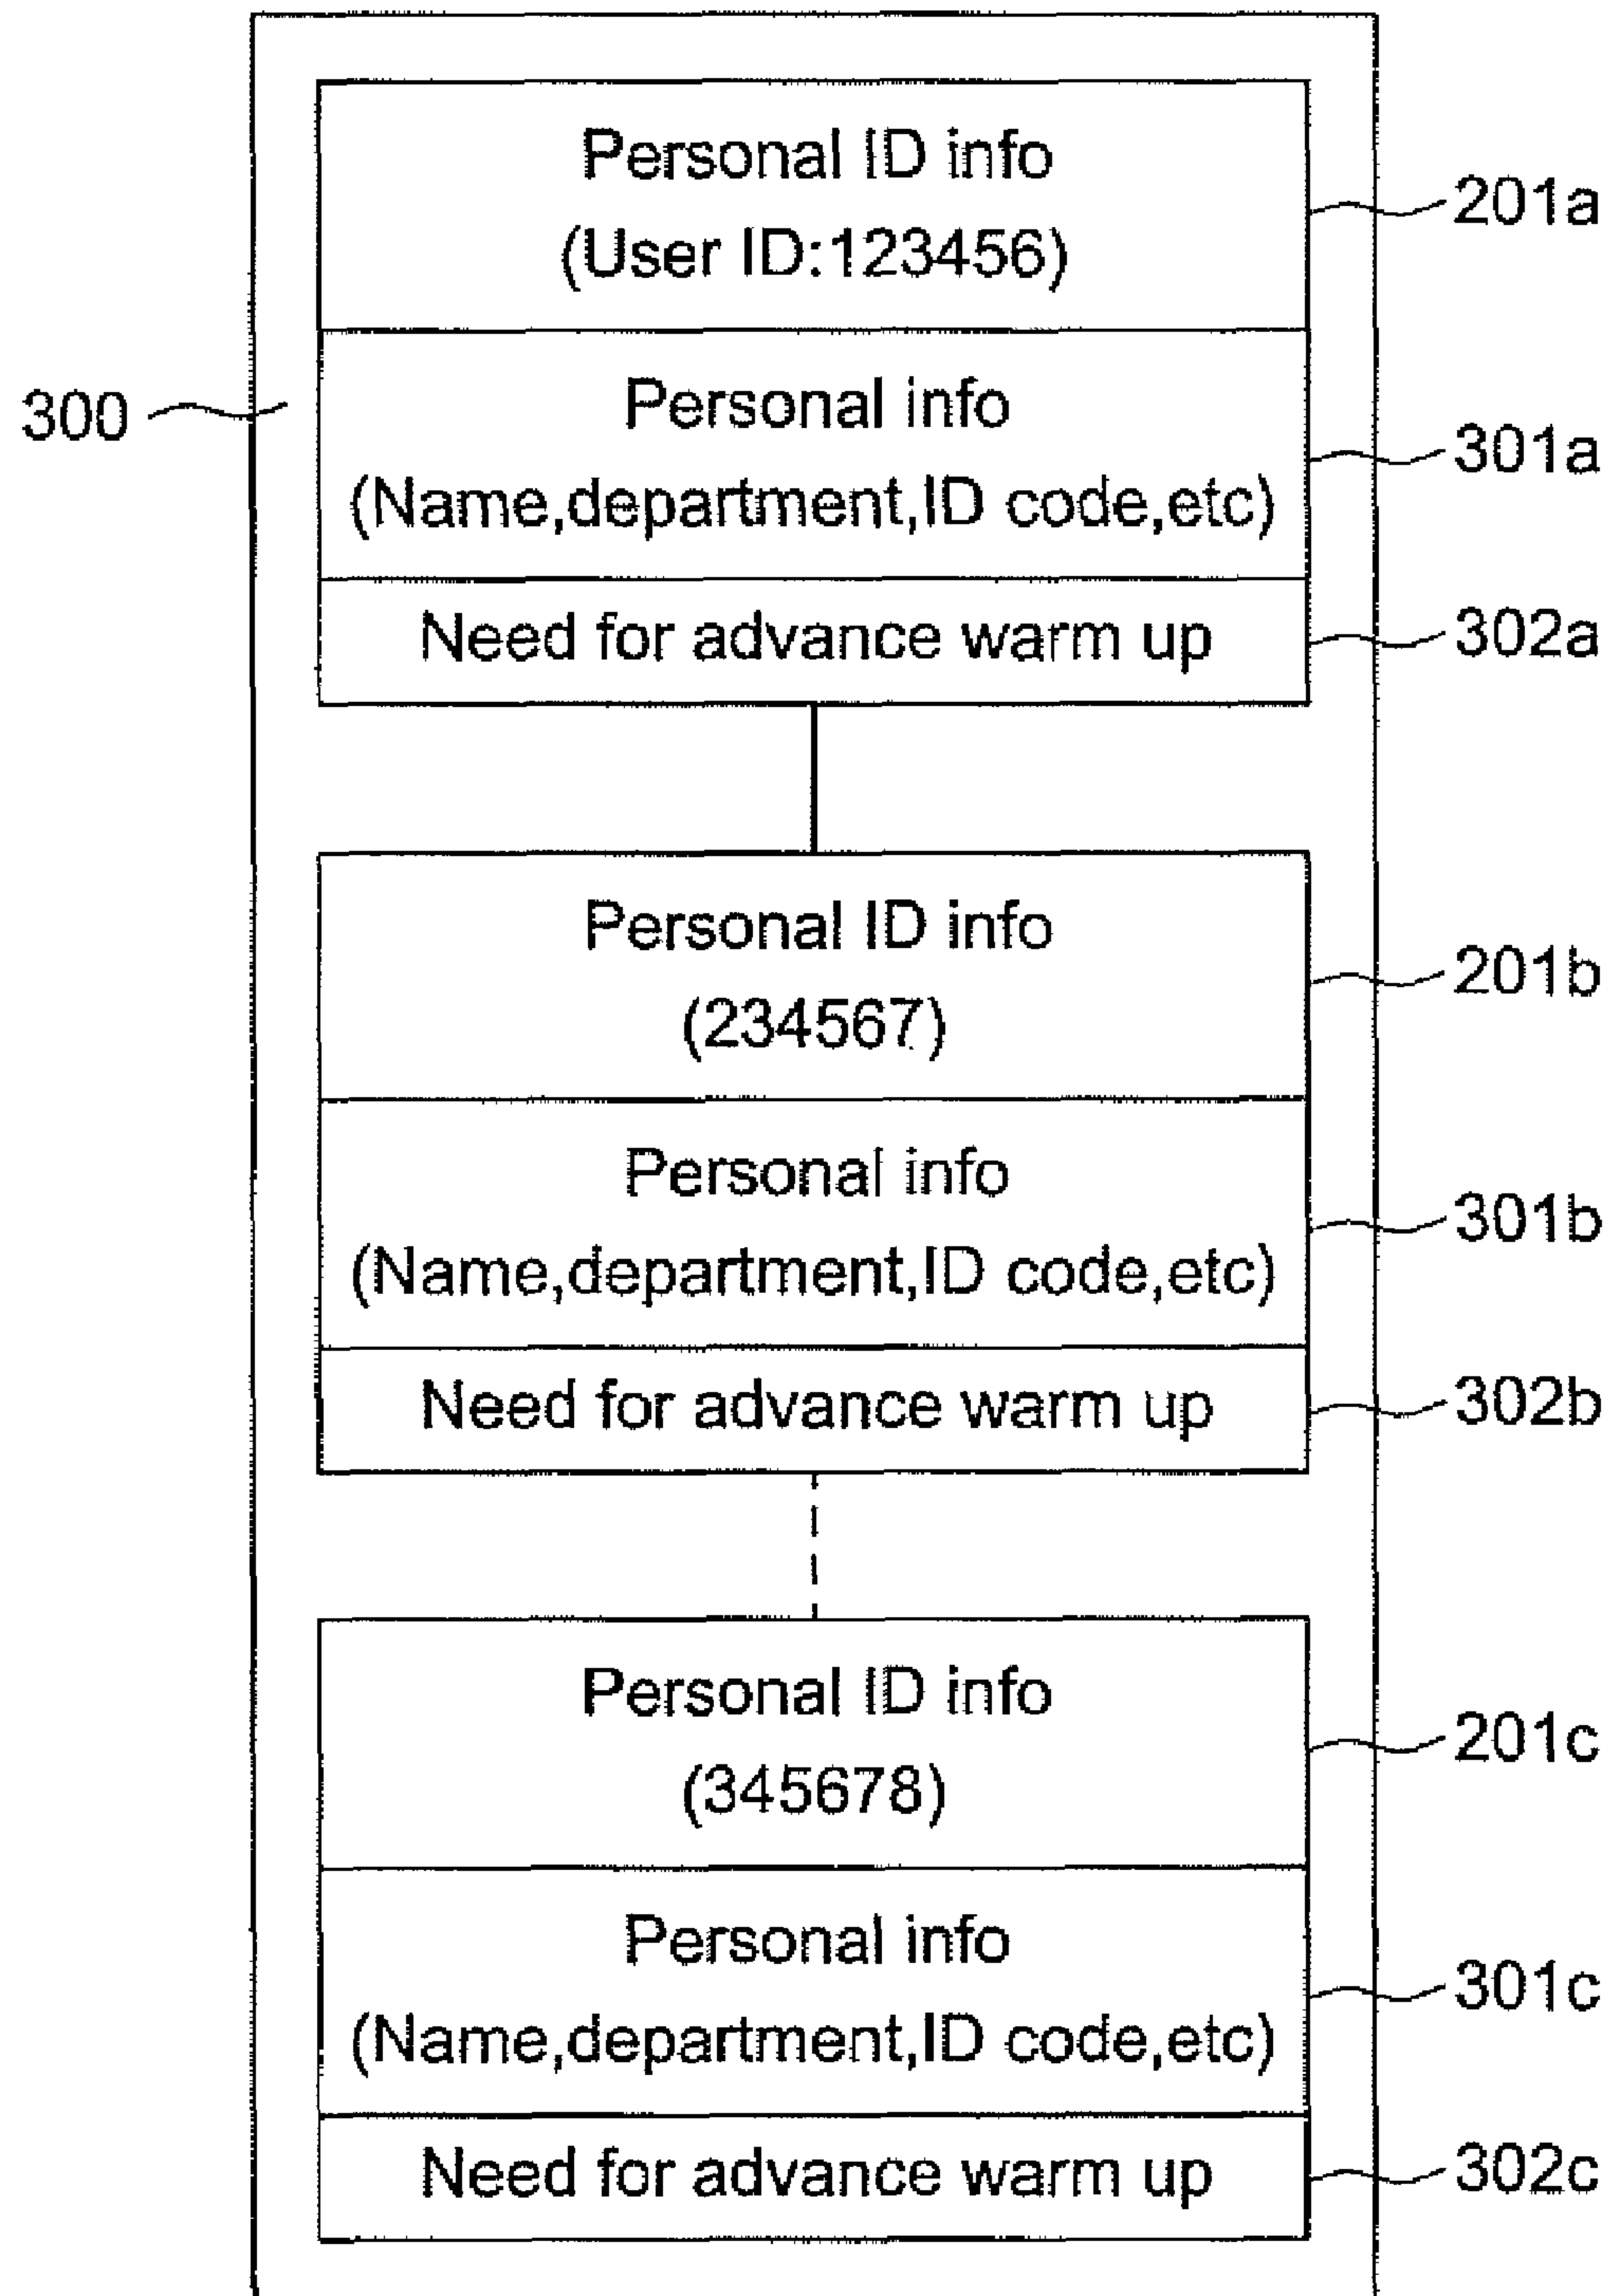 Personal ID info
(User ID:123456)
201a
300
Personal info
(Name,department,ID code,etc)
301a
Need for advance warm up
302a
Personal ID info
(234567)
201b
Personal info
(Name,department,ID code,etc)
301b
Need for advance warm up
302b
Personal ID info
(345678)
201c
Personal info
(Name,department,ID code,etc)
301c
Need for advance warm up
302c